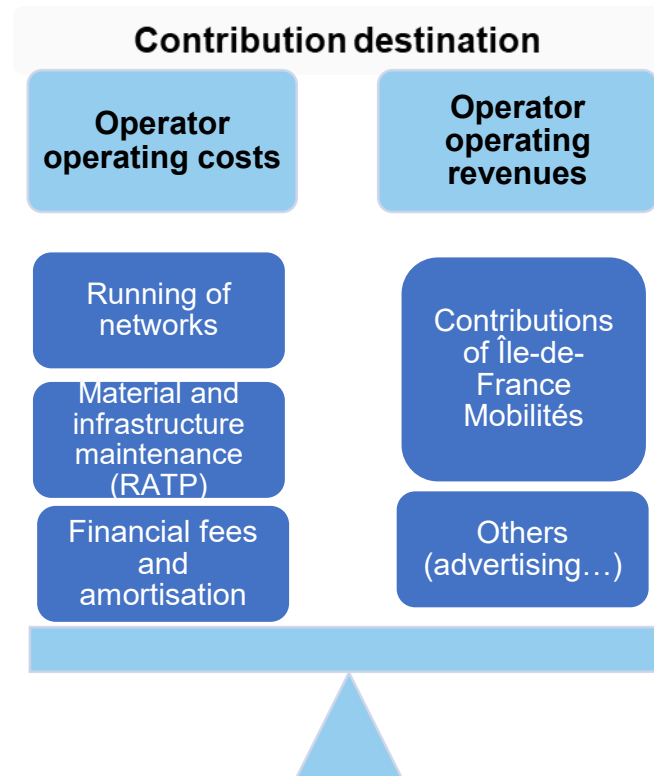 Contribution destination
Operator
operating costs
Operator
operating
revenues
Running of
networks
Material and
infrastructure
maintenance
(RATP)
Financial fees
and
amortisation
Contributions
of Île-de-
France
Mobilités
Others
(advertising…)